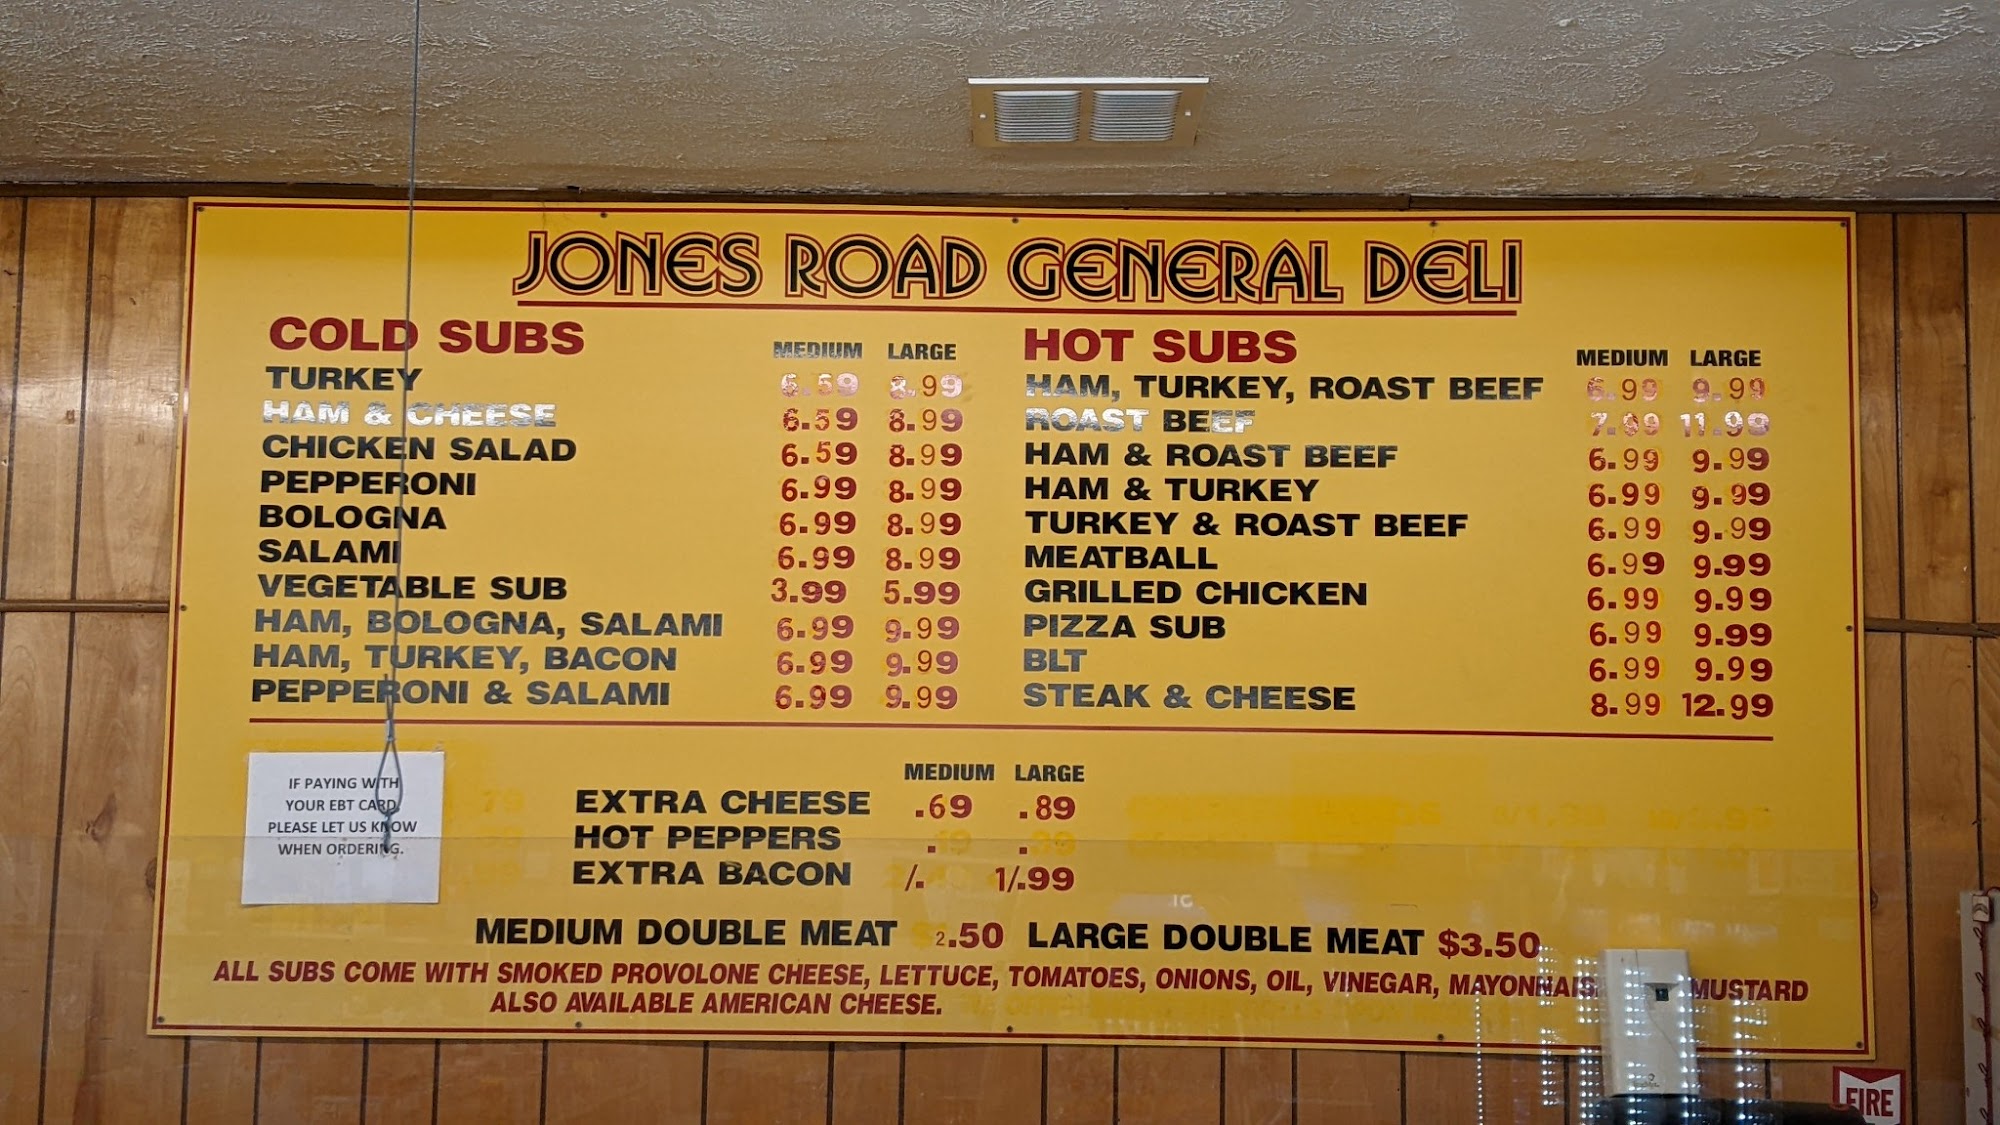 JONES ROAD GENERAL DELI
COLD SUBS MEDIUM LARGE
TURKEY 6.59 8.99
HAM & CHEESE 6.59 8.99
CHICKEN SALAD 6.59 8.99
PEPPERONI 6.99 8.99
BOLOGNA 6.99 8.99
SALAMI 6.99 8.99
VEGETABLE SUB 3.99 5.99
HAM, BOLOGNA, SALAMI 6.99 9.99
HAM, TURKEY, BACON 6.99 9.99
PEPPERONI & SALAMI 6.99 9.99
HOT SUBS MEDIUM LARGE
HAM, TURKEY, ROAST BEEF 6.99 9.99
ROAST BEEF 7.99 11.99
HAM & ROAST BEEF 6.99 9.99
HAM & TURKEY 6.99 9.99
TURKEY & ROAST BEEF 6.99 9.99
MEATBALL 6.99 9.99
GRILLED CHICKEN 6.99 9.99
PIZZA SUB 6.99 9.99
BLT 6.99 9.99
STEAK & CHEESE 8.99 12.99
IF PAYING WITH
YOUR EBT CARD,
PLEASE LET US KNOW
WHEN ORDERING.
MEDIUM LARGE
EXTRA CHEESE .69 .89
HOT PEPPERS
EXTRA BACON 1/.99
MEDIUM DOUBLE MEAT 2.50 LARGE DOUBLE MEAT $3.50
ALL SUBS COME WITH SMOKED PROVOLONE CHEESE, LETTUCE, TOMATOES, ONIONS, OIL, VINEGAR, MAYONNAIS MUSTARD
ALSO AVAILABLE AMERICAN CHEESE.
FIRE